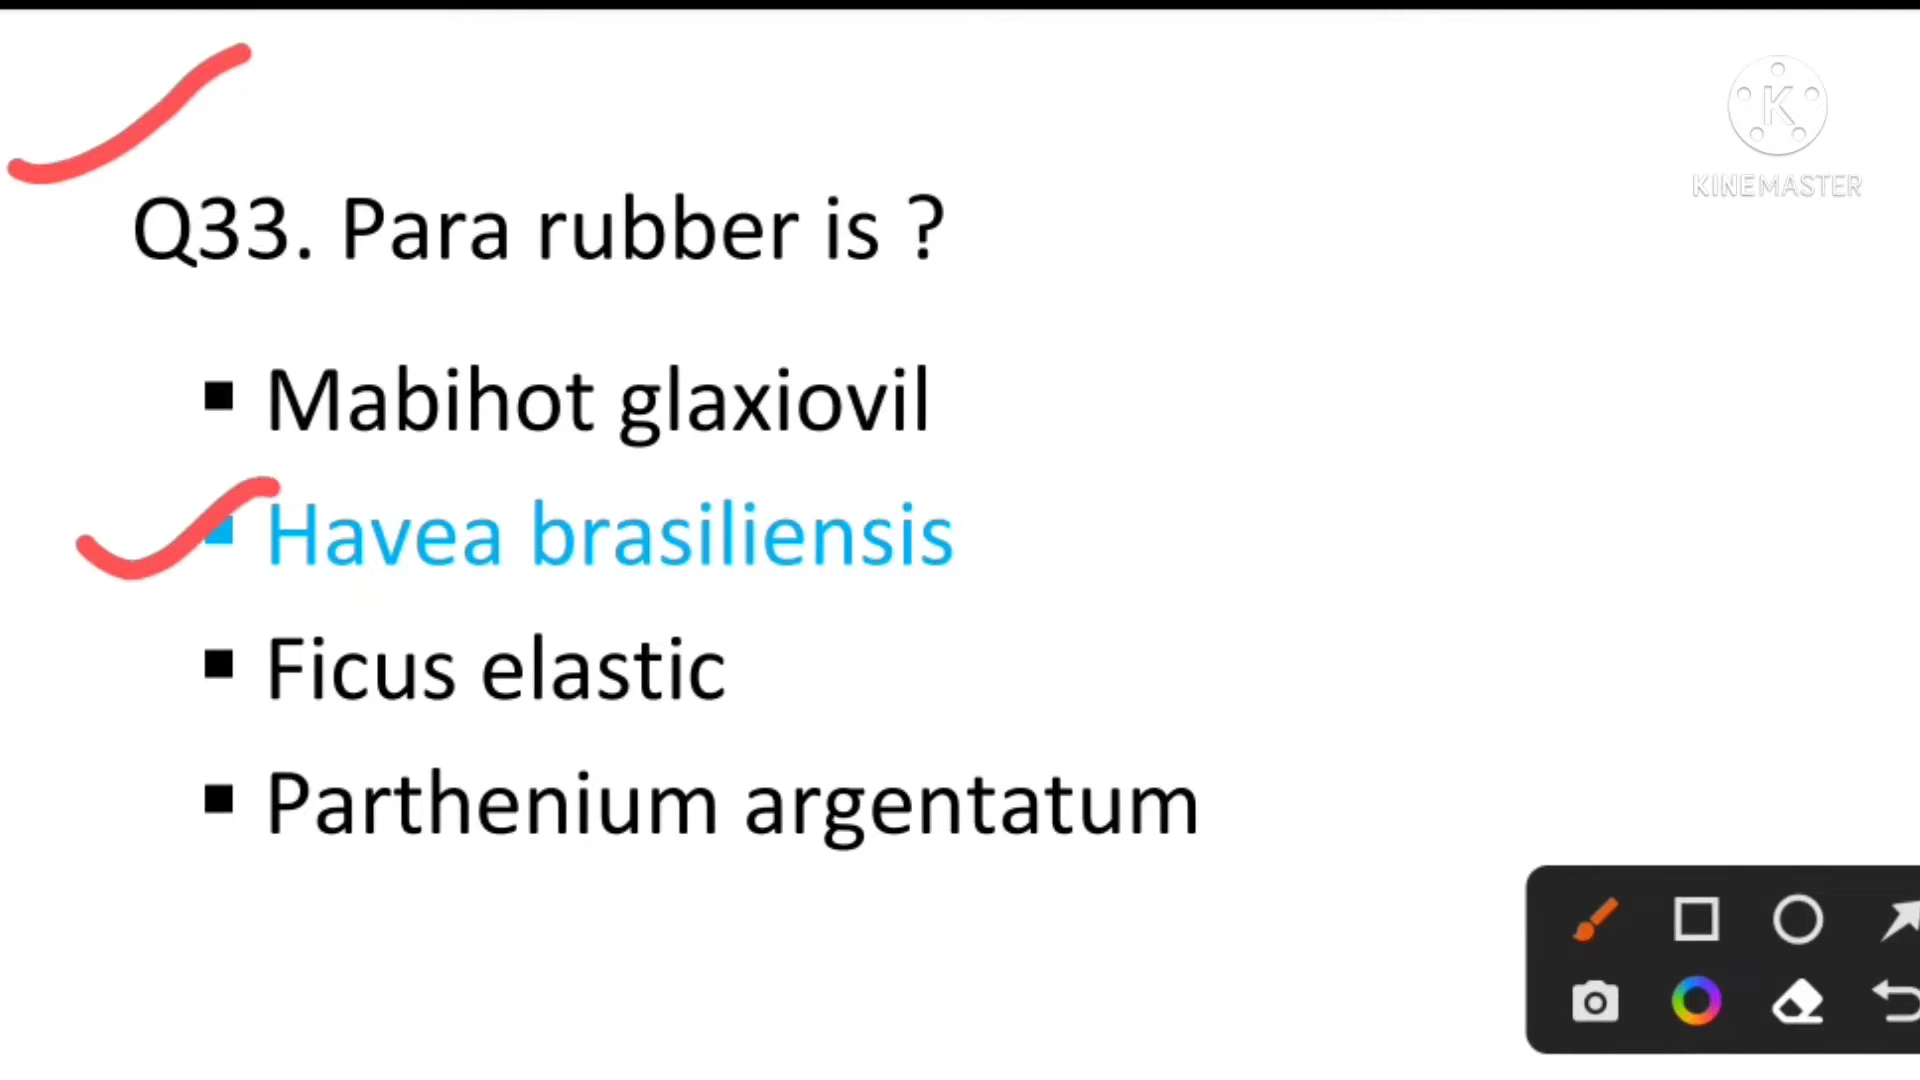 K
KINEMASTER
Q33. Para rubber is ?
▪ Mabihot glaxiovil
▪ Havea brasiliensis
▪ Ficus elastic
▪ Parthenium argentatum